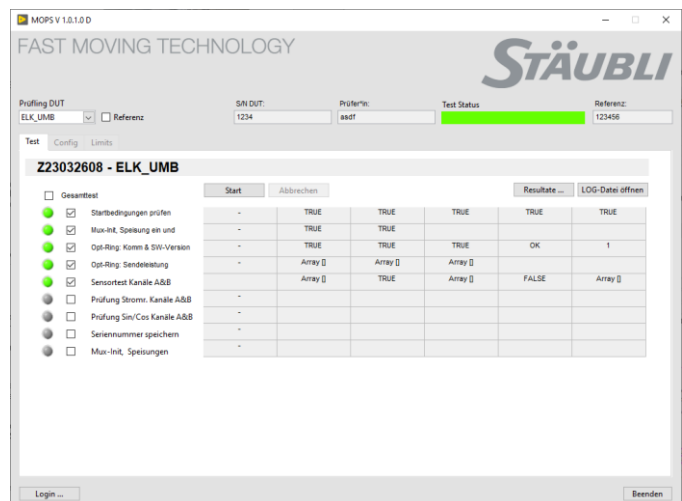 MOPS V 1.0.1.0 D
FAST MOVING TECHNOLOGY
STÄUBLI
Prüfling DUT S/N DUT: Prüfer*in: Test Status Referenz:
ELK_UMB Referenz 1234 asdf 123456
Test Config Limits
Z23032608 - ELK_UMB
Gesamttest Start Abbrechen Resultate ... LOG-Datei öffnen
Startbedingungen prüfen - TRUE TRUE TRUE TRUE TRUE
Mux-Init, Speisung ein und - TRUE TRUE
Opt-Ring: Komm & SW-Version - TRUE TRUE TRUE OK 1
Opt-Ring: Sendeleistung - Array [] Array [] Array []
Sensortest Kanäle A&B Array [] TRUE Array [] FALSE Array []
Prüfung Stromr. Kanäle A&B -
Prüfung Sin/Cos Kanäle A&B -
Seriennummer speichern -
Mux-Init, Speisungen -
Login ... Beenden